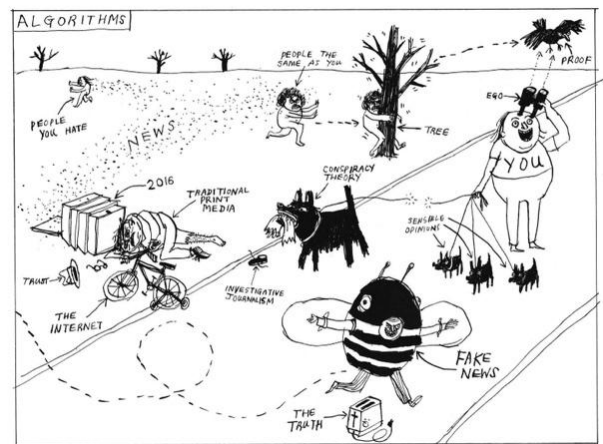 ALGORITHMS
PEOPLE THE
SAME AS YOU
PROOF
EGO
PEOPLE
YOU HATE
NEWS
TREE
YOU
2016
TRADITIONAL
PRINT
MEDIA
CONSPIRACY
THEORY
SENSIBLE
OPINIONS
TRUST
THE
INTERNET
INVESTIGATIVE
JOURNALISM
FAKE
NEWS
THE
TRUTH